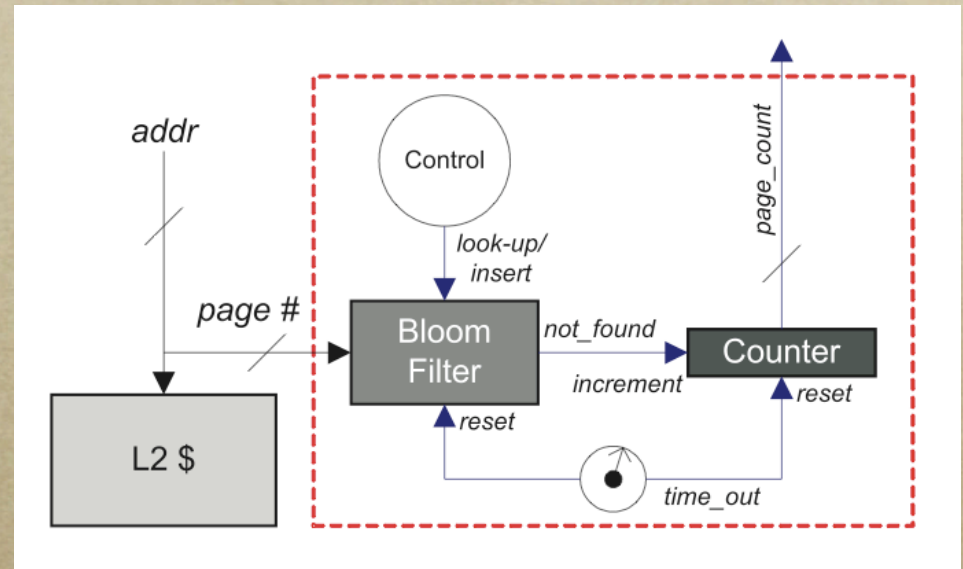 addr
Control
page_count
look-up/
insert
page #
Bloom
Filter
not_found
increment
Counter
reset
reset
L2 $
time_out